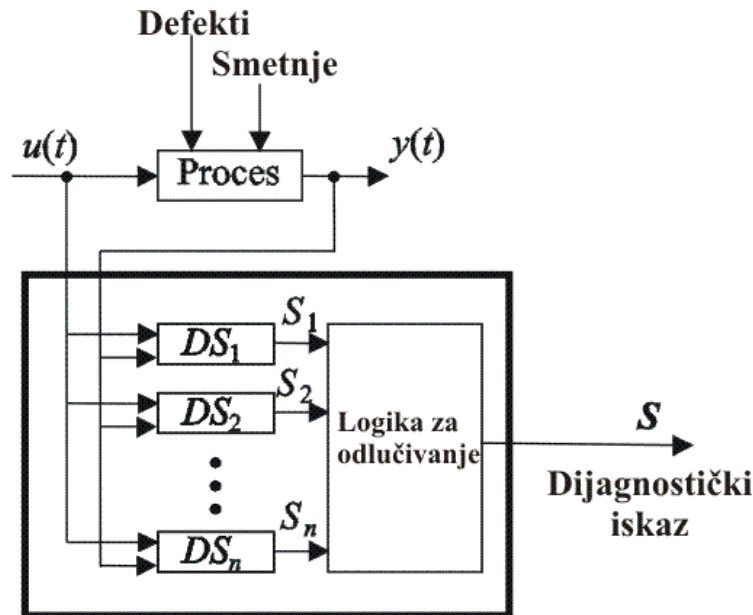 Defekti
Smetnje
u(t)
Proces
y(t)
DS₁
S₁
DS₂
S₂
DSₙ
Sₙ
Logika za
odlučivanje
S
Dijagnostički
iskaz